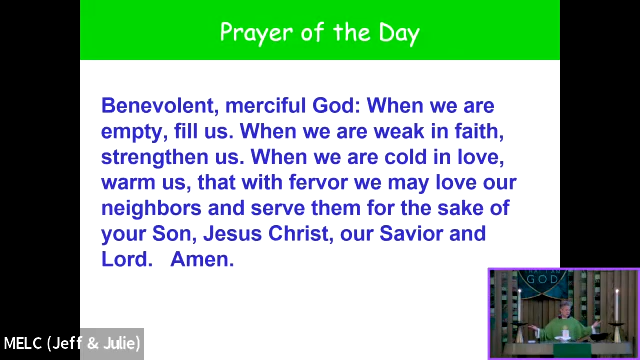 Prayer of the Day
Benevolent, merciful God: When we are
empty, fill us. When we are weak in faith,
strengthen us. When we are cold in love,
warm us, that with fervor we may love our
neighbors and serve them for the sake of
your Son, Jesus Christ, our Savior and
Lord.   Amen.
GOD
MELC (Jeff & Julie)